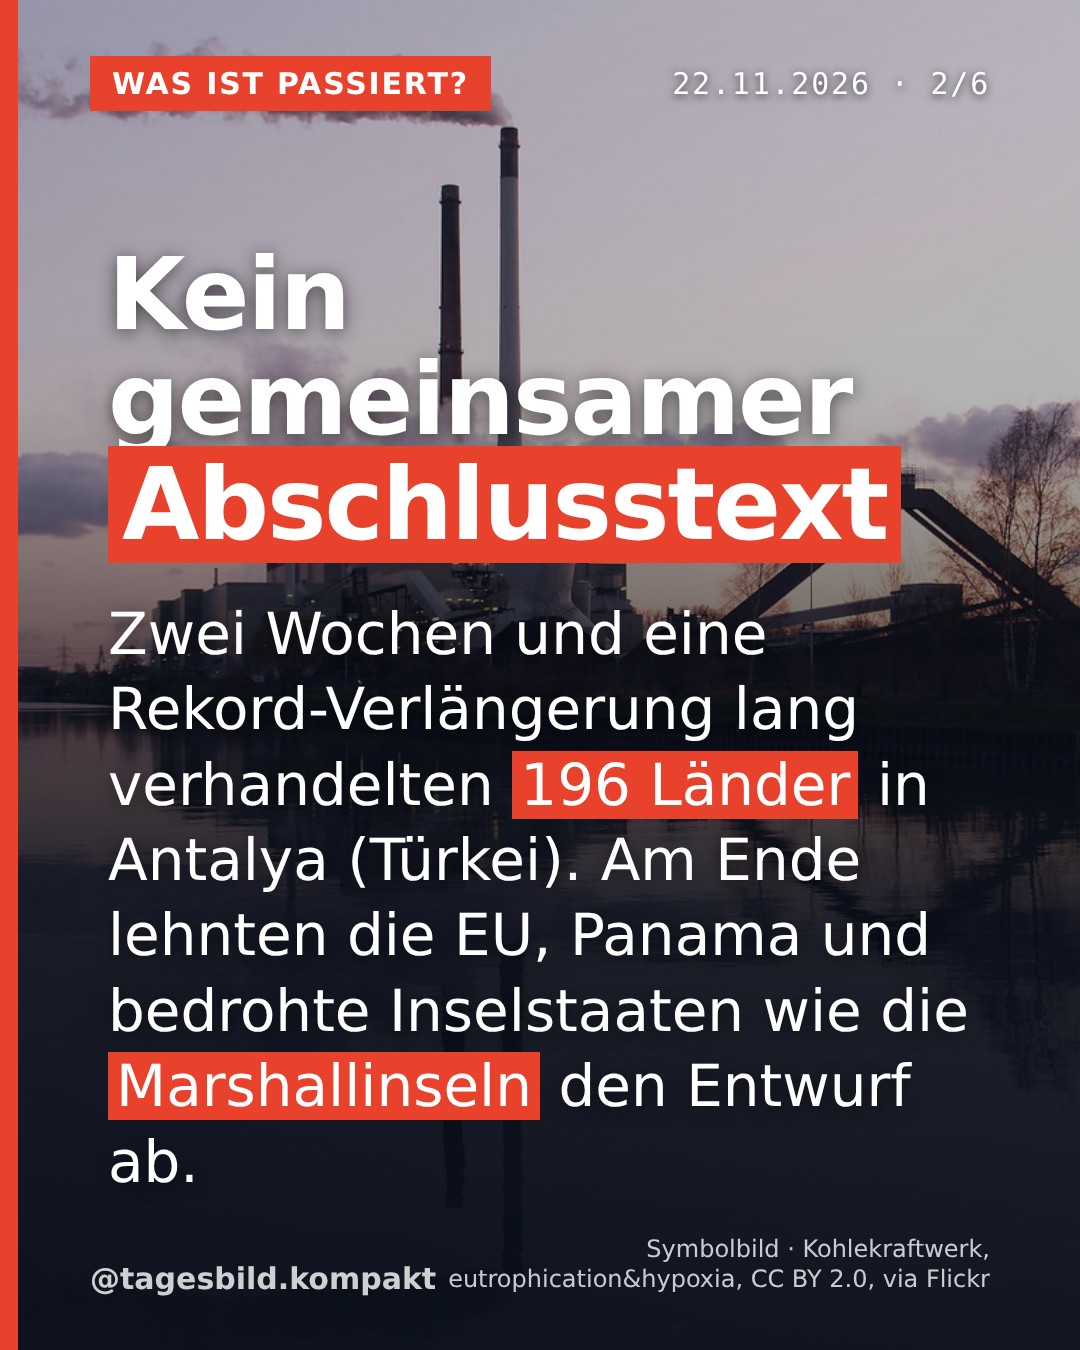 WAS IST PASSIERT?
22.11.2026 · 2/6
Kein
gemeinsamer
Abschlusstext
Zwei Wochen und eine
Rekord-Verlängerung lang
verhandelten 196 Länder in
Antalya (Türkei). Am Ende
lehnten die EU, Panama und
bedrohte Inselstaaten wie die
Marshallinseln den Entwurf
ab.
Symbolbild · Kohlekraftwerk,
@tagesbild.kompakt eutrophication&hypoxia, CC BY 2.0, via Flickr